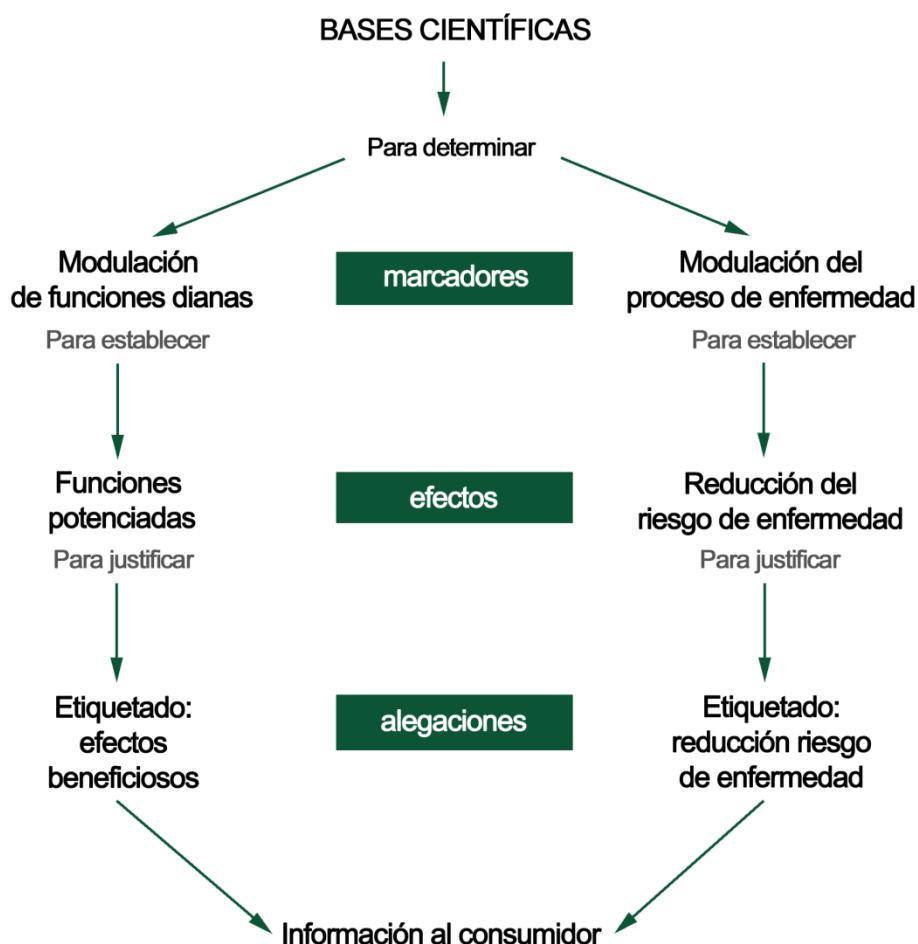 BASES CIENTÍFICAS
Para determinar
Modulación
de funciones dianas
Para establecer
marcadores
Modulación del
proceso de enfermedad
Para establecer
Funciones
potenciadas
Para justificar
efectos
Reducción del
riesgo de enfermedad
Para justificar
Etiquetado:
efectos
beneficiosos
alegaciones
Etiquetado:
reducción riesgo
de enfermedad
Información al consumidor